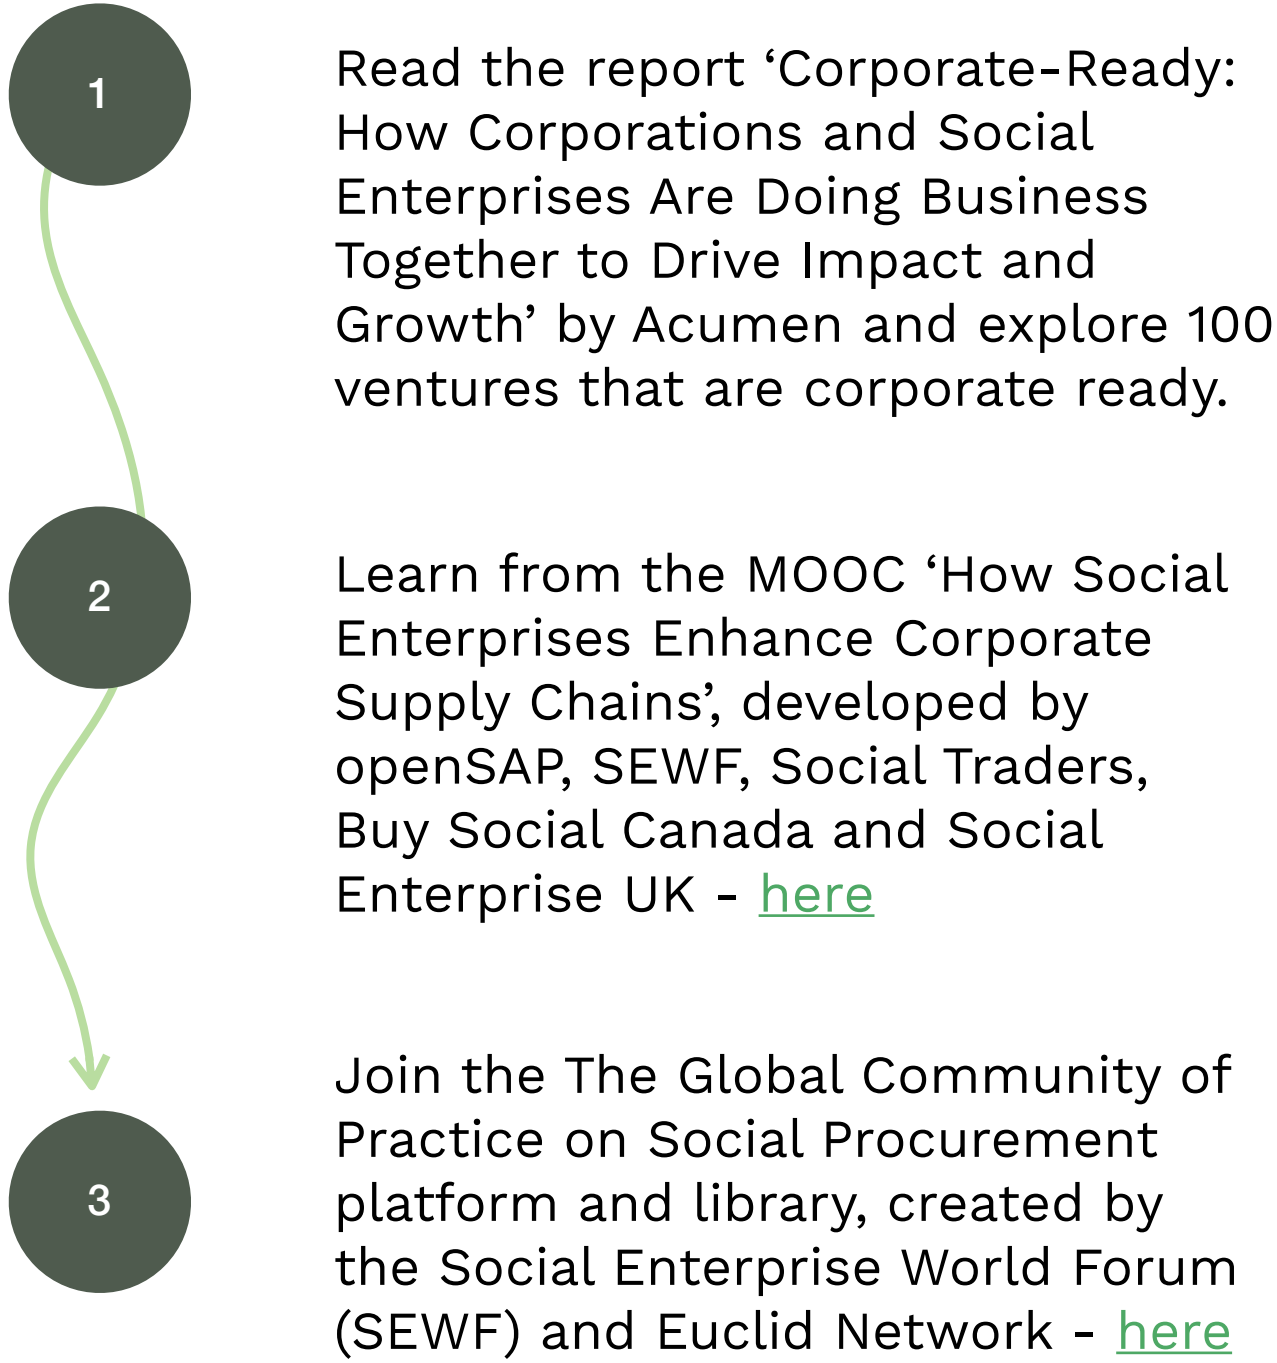 1
Read the report ‘Corporate-Ready:
How Corporations and Social
Enterprises Are Doing Business
Together to Drive Impact and
Growth’ by Acumen and explore 100
ventures that are corporate ready.
2
Learn from the MOOC ‘How Social
Enterprises Enhance Corporate
Supply Chains’, developed by
openSAP, SEWF, Social Traders,
Buy Social Canada and Social
Enterprise UK - here
3
Join the The Global Community of
Practice on Social Procurement
platform and library, created by
the Social Enterprise World Forum
(SEWF) and Euclid Network - here